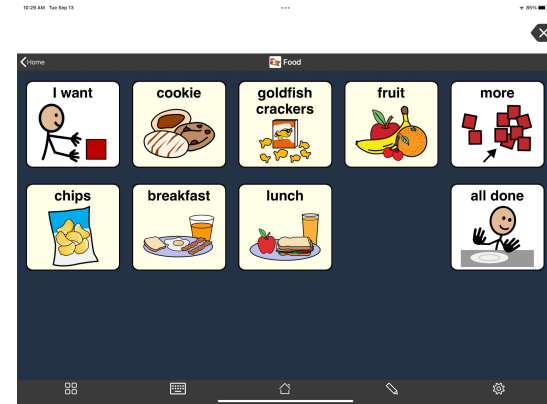 10:29 AM Tue Sep 13
86%
Home
Food
I want
cookie
goldfish
crackers
fruit
more
chips
breakfast
lunch
all done